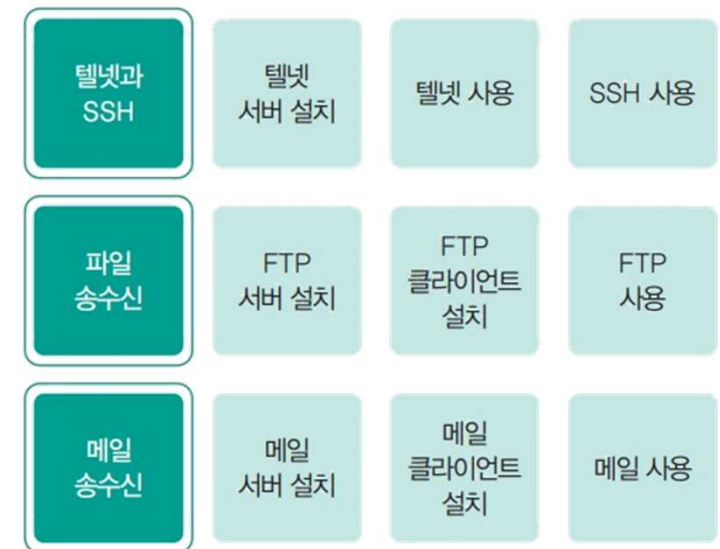 텔넷과
SSH
텔넷
서버 설치
텔넷 사용
SSH 사용
파일
송수신
FTP
서버 설치
FTP
클라이언트
설치
FTP
사용
메일
송수신
메일
서버 설치
메일
클라이언트
설치
메일 사용